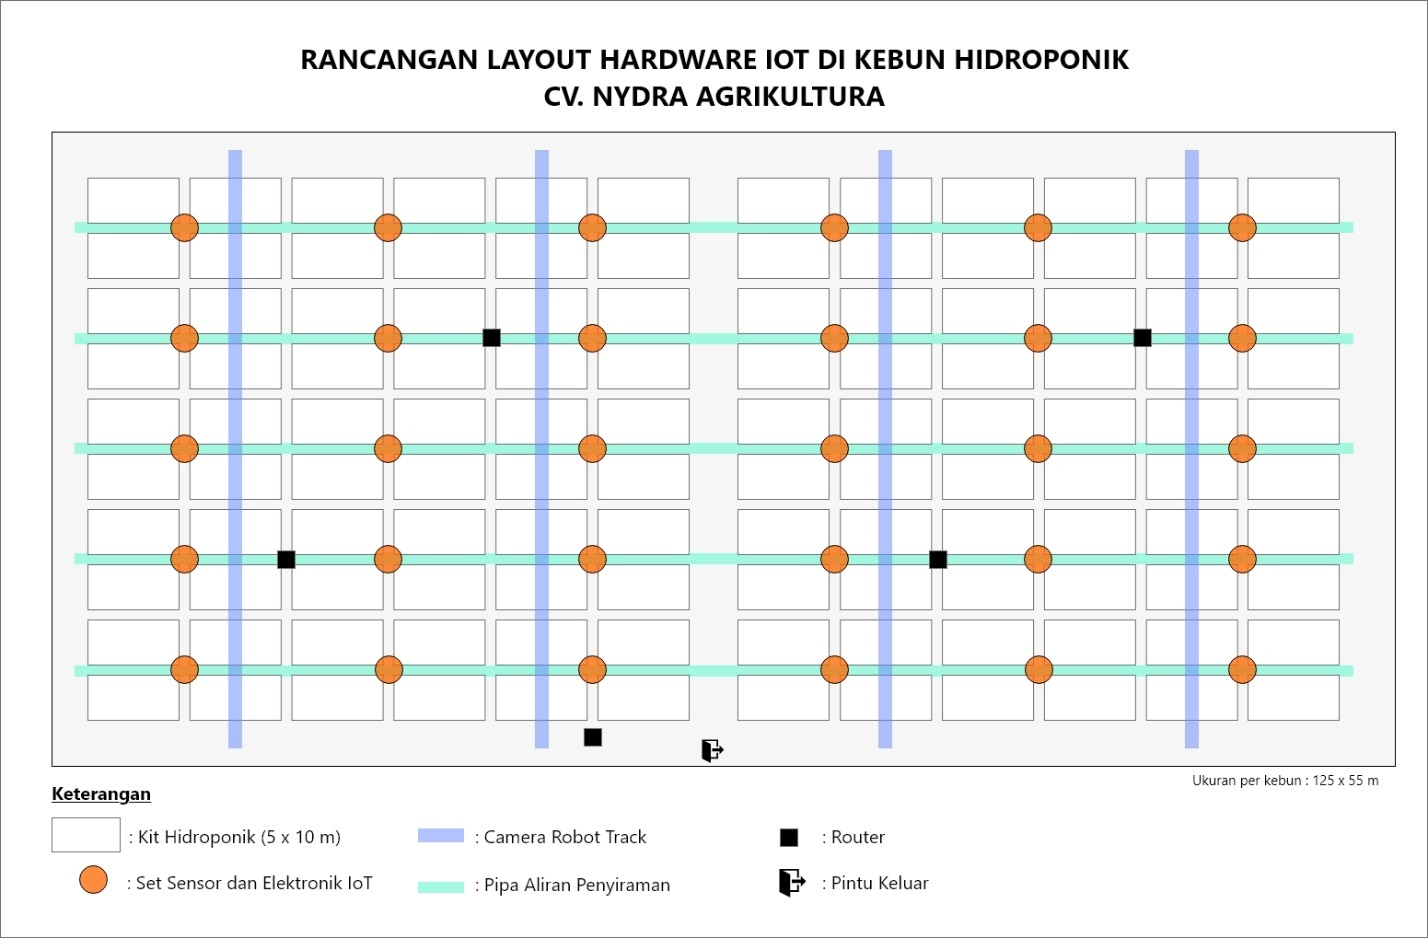 RANCANGAN LAYOUT HARDWARE IOT DI KEBUN HIDROPONIK
CV. NYDRA AGRIKULTURA
Ukuran per kebun : 125 x 55 m
Keterangan
: Kit Hidroponik (5 x 10 m)
: Camera Robot Track
: Router
: Set Sensor dan Elektronik IoT
: Pipa Aliran Penyiraman
: Pintu Keluar